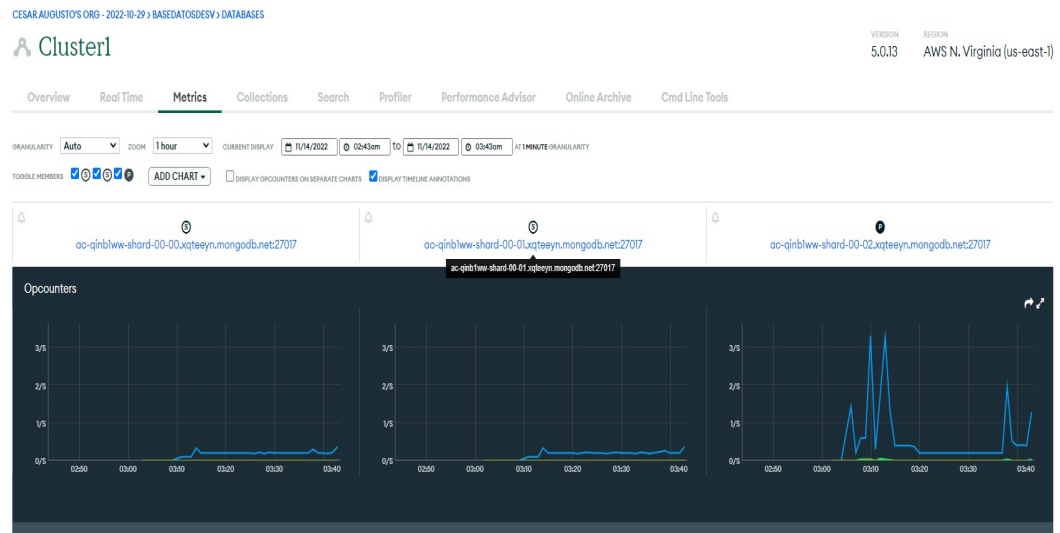 CESAR AUGUSTO'S ORG - 2022-10-29 > BASEDATOSDESV > DATABASES
Cluster1
VERSION
5.0.13
REGION
AWS N. Virginia (us-east-1)
Overview Real Time Metrics Collections Search Profiler Performance Advisor Online Archive Cmd Line Tools
GRANULARITY Auto ZOOM 1 hour CURRENT DISPLAY 11/14/2022 02:43am TO 11/14/2022 03:43am AT 1 MINUTE GRANULARITY
TOGGLE MEMBERS S S P ADD CHART DISPLAY OPCOUNTERS ON SEPARATE CHARTS DISPLAY TIMELINE ANNOTATIONS
S S P
ac-qinb1ww-shard-00-00.xqteeyn.mongodb.net:27017 ac-qinb1ww-shard-00-01.xqteeyn.mongodb.net:27017 ac-qinb1ww-shard-00-02.xqteeyn.mongodb.net:27017
ac-qinb1ww-shard-00-01.xqteeyn.mongodb.net:27017
Opcounters
3/S 3/S 3/S
2/S 2/S 2/S
1/S 1/S 1/S
0/S 0/S 0/S
02:50 03:00 03:10 03:20 03:30 03:40 02:50 03:00 03:10 03:20 03:30 03:40 02:50 03:00 03:10 03:20 03:30 03:40